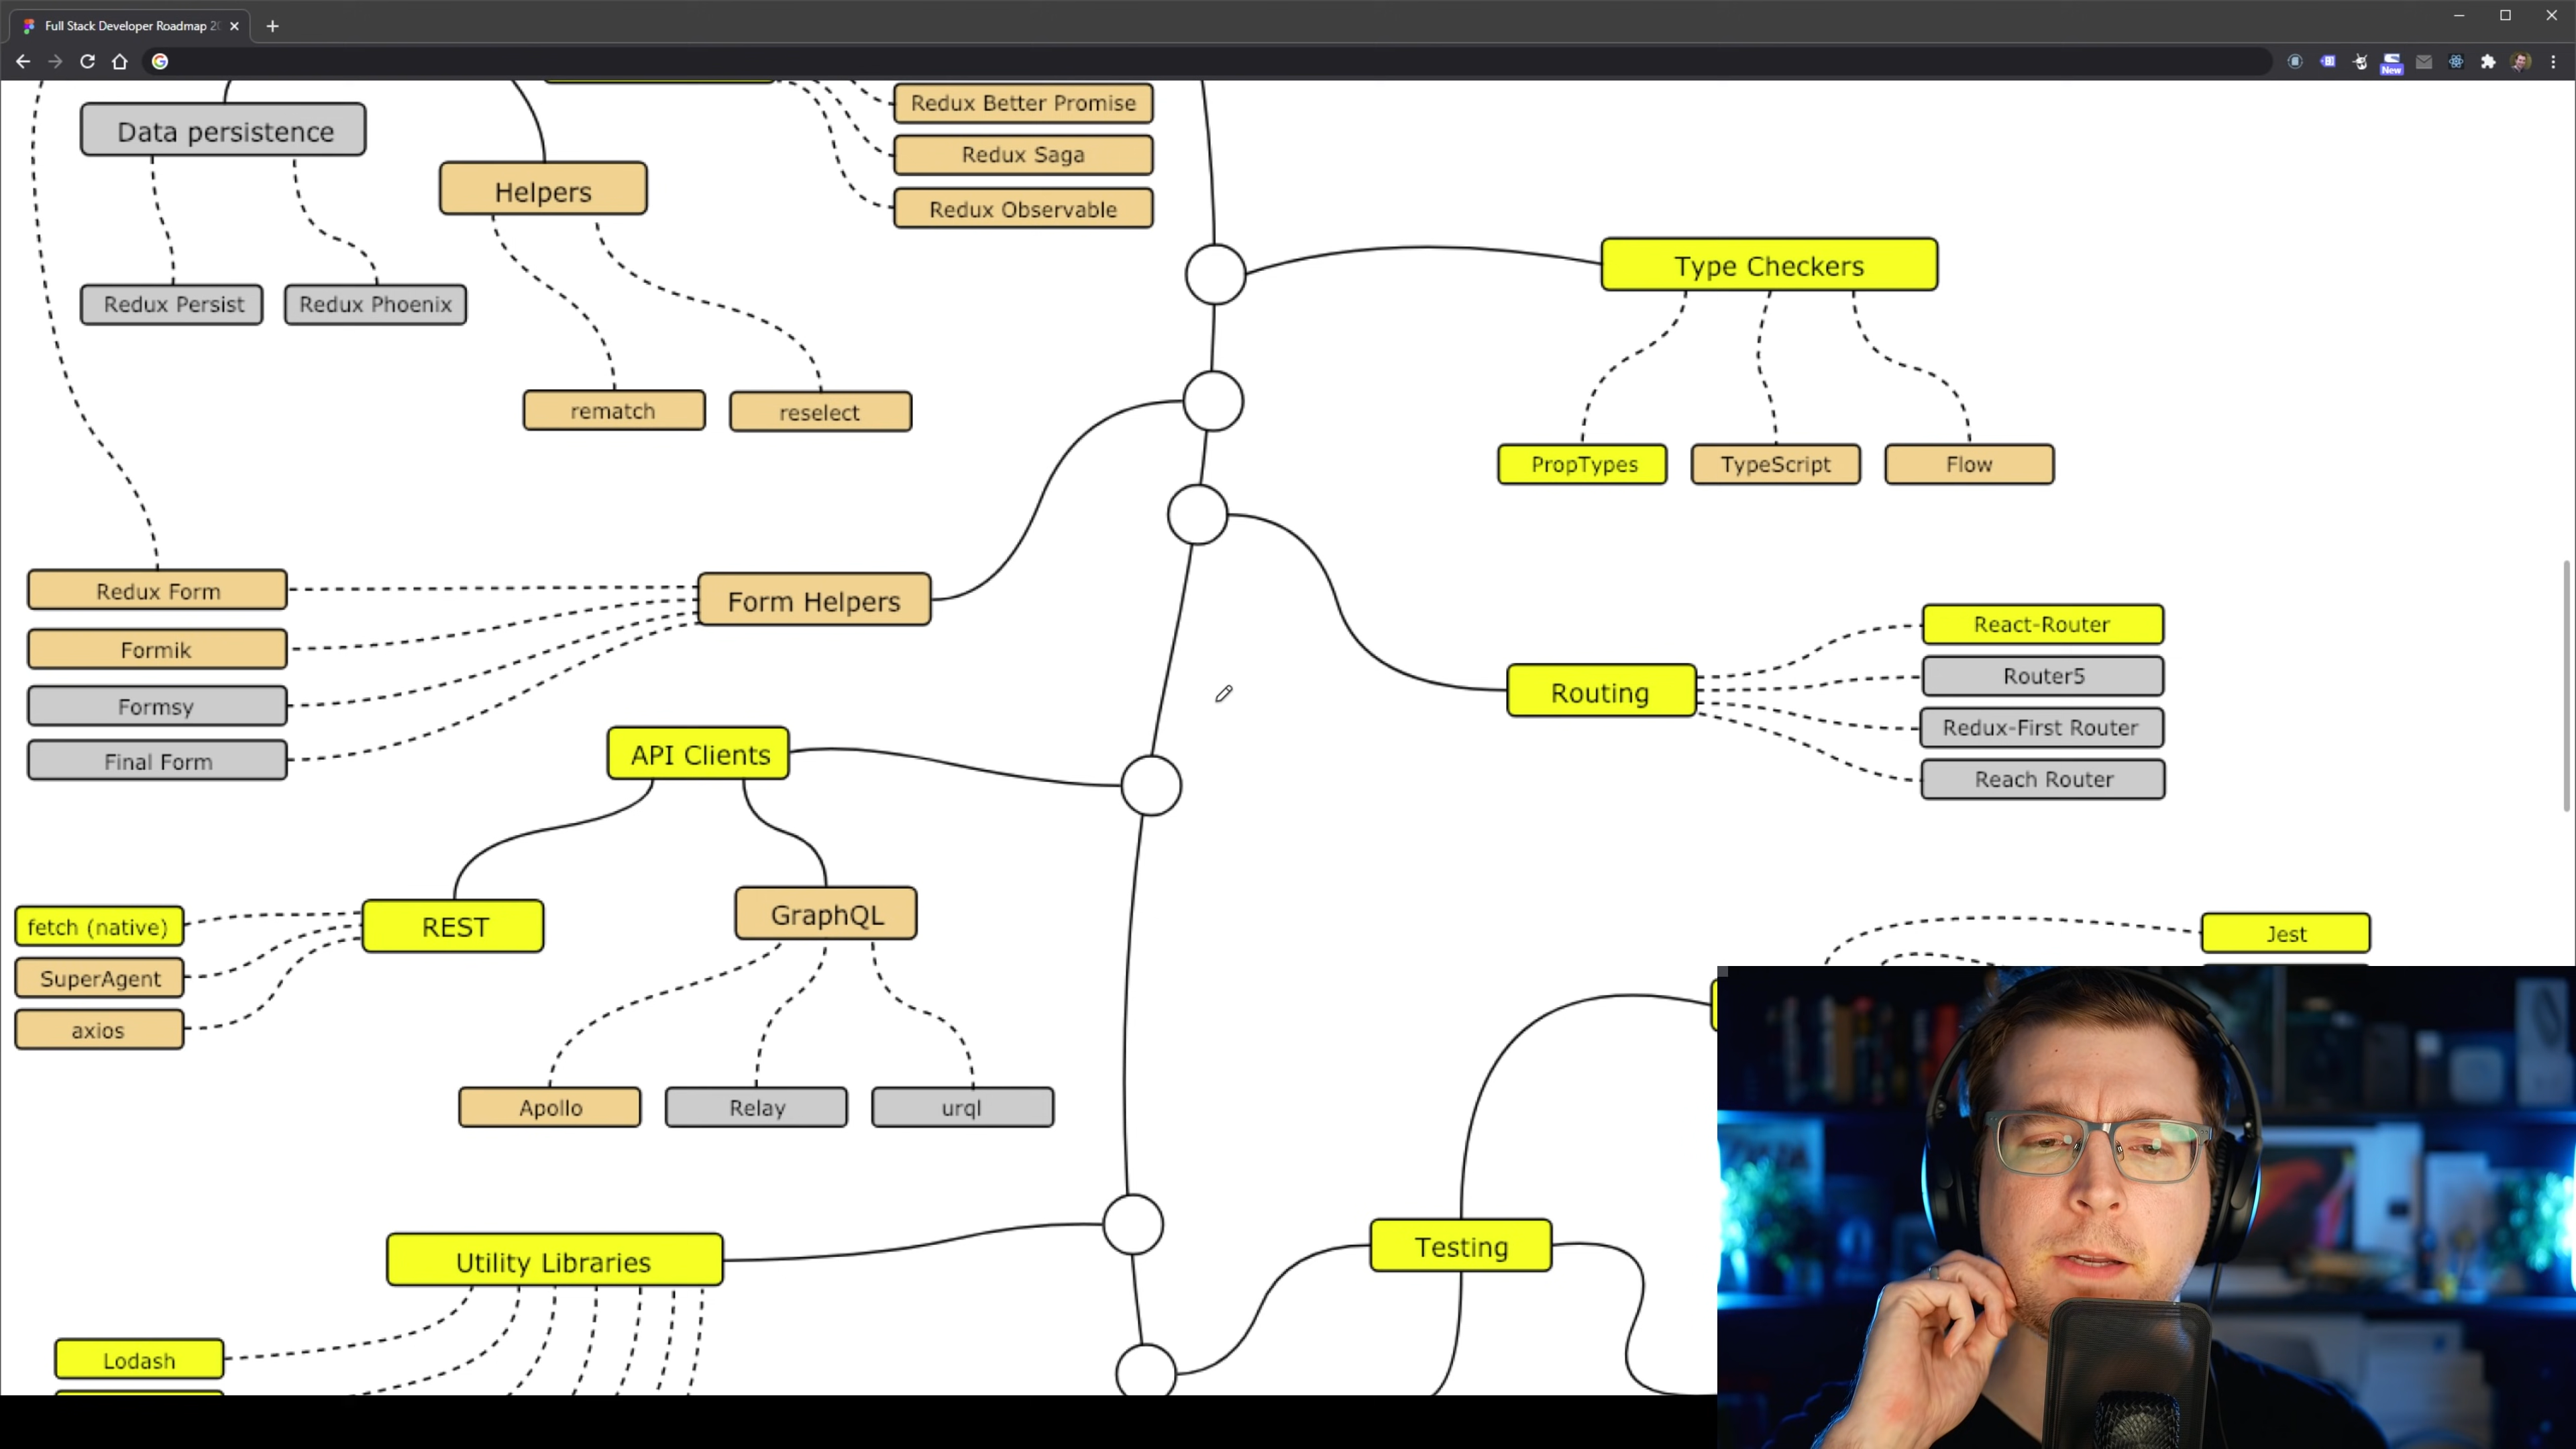 Full Stack Developer Roadmap 20
New
Redux Better Promise
Data persistence
Redux Saga
Helpers
Redux Observable
Type Checkers
Redux Persist
Redux Phoenix
rematch
reselect
PropTypes
TypeScript
Flow
Redux Form
Form Helpers
React-Router
Formik
Router5
Routing
Formsy
Redux-First Router
API Clients
Final Form
Reach Router
GraphQL
fetch (native)
REST
Jest
SuperAgent
axios
Apollo
Relay
urql
Testing
Utility Libraries
Lodash